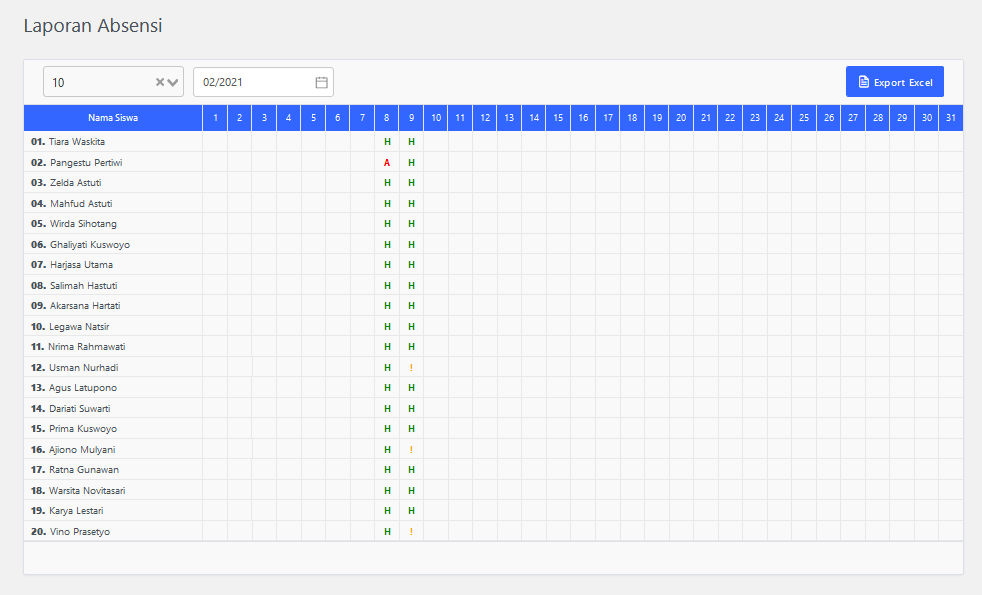 Laporan Absensi
10 02/2021 Export Excel
Nama Siswa 1 2 3 4 5 6 7 8 9 10 11 12 13 14 15 16 17 18 19 20 21 22 23 24 25 26 27 28 29 30 31
01. Tiara Waskita H H
02. Pangestu Pertiwi A H
03. Zelda Astuti H H
04. Mahfud Astuti H H
05. Wirda Sihotang H H
06. Ghaliyati Kuswoyo H H
07. Harjasa Utama H H
08. Salimah Hastuti H H
09. Akarsana Hartati H H
10. Legawa Natsir H H
11. Nrima Rahmawati H H
12. Usman Nurhadi H !
13. Agus Latupono H H
14. Dariati Suwarti H H
15. Prima Kuswoyo H H
16. Ajiono Mulyani H !
17. Ratna Gunawan H H
18. Warsita Novitasari H H
19. Karya Lestari H H
20. Vino Prasetyo H !